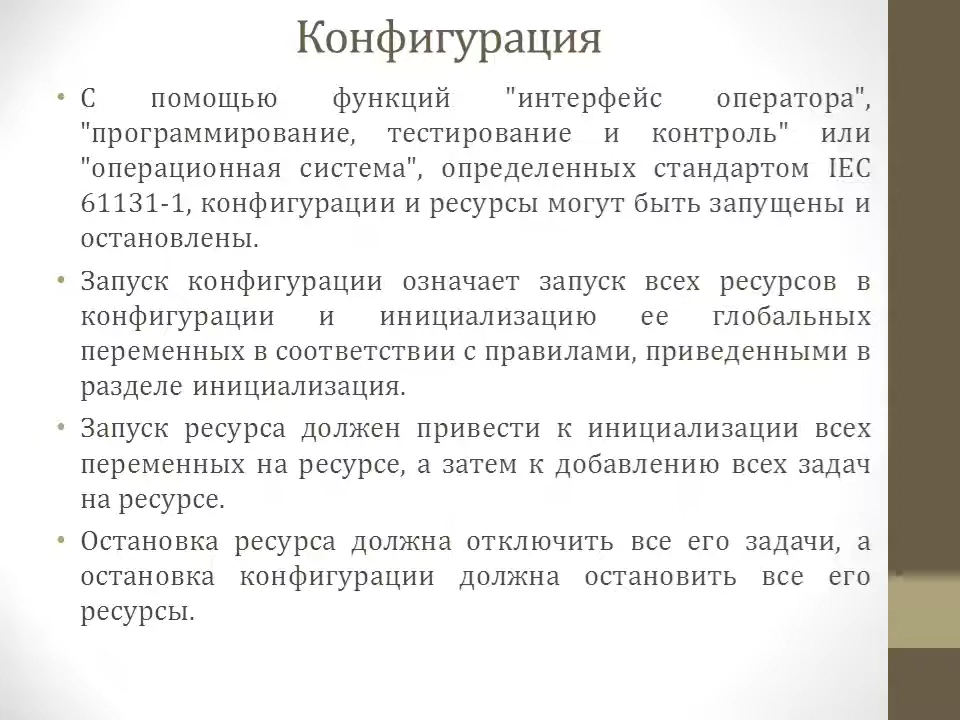 Конфигурация
• С помощью функций "интерфейс оператора",
"программирование, тестирование и контроль" или
"операционная система", определенных стандартом IEC
61131-1, конфигурации и ресурсы могут быть запущены и
остановлены.
• Запуск конфигурации означает запуск всех ресурсов в
конфигурации и инициализацию ее глобальных
переменных в соответствии с правилами, приведенными в
разделе инициализация.
• Запуск ресурса должен привести к инициализации всех
переменных на ресурсе, а затем к добавлению всех задач
на ресурсе.
• Остановка ресурса должна отключить все его задачи, а
остановка конфигурации должна остановить все его
ресурсы.